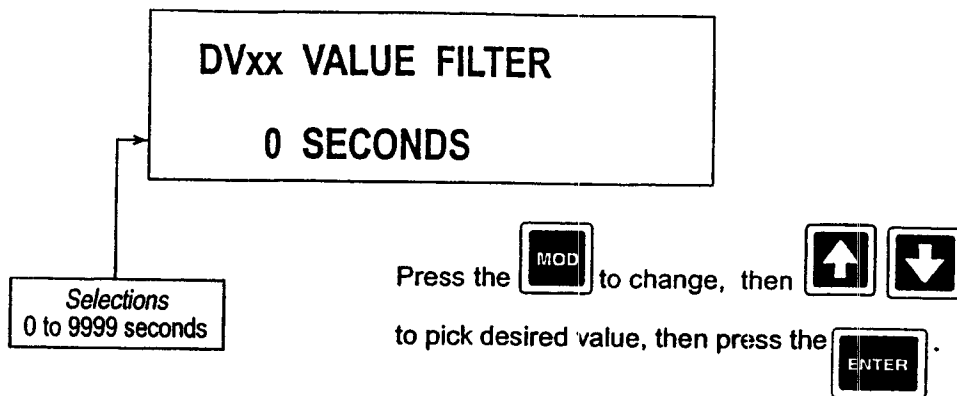 DVxx VALUE FILTER
0 SECONDS
Selections
0 to 9999 seconds
Press the MOD to change, then
to pick desired value, then press the ENTER .